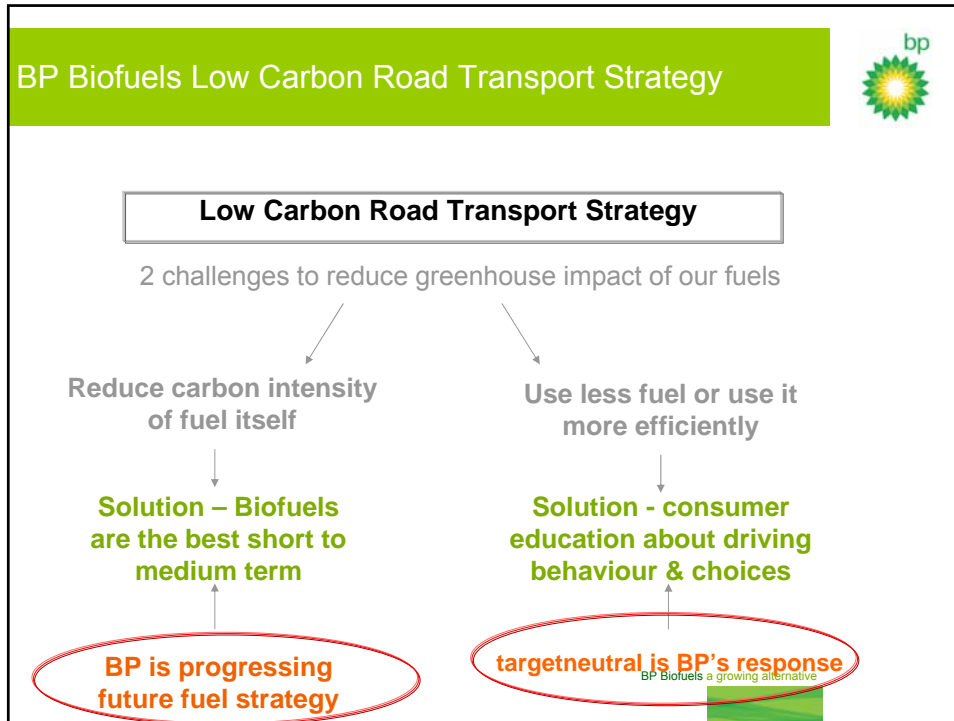 BP Biofuels Low Carbon Road Transport Strategy
bp
Low Carbon Road Transport Strategy
2 challenges to reduce greenhouse impact of our fuels
Reduce carbon intensity
of fuel itself
Solution – Biofuels
are the best short to
medium term
BP is progressing
future fuel strategy
Use less fuel or use it
more efficiently
Solution - consumer
education about driving
behaviour & choices
targetneutral is BP's response
BP Biofuels a growing alternative